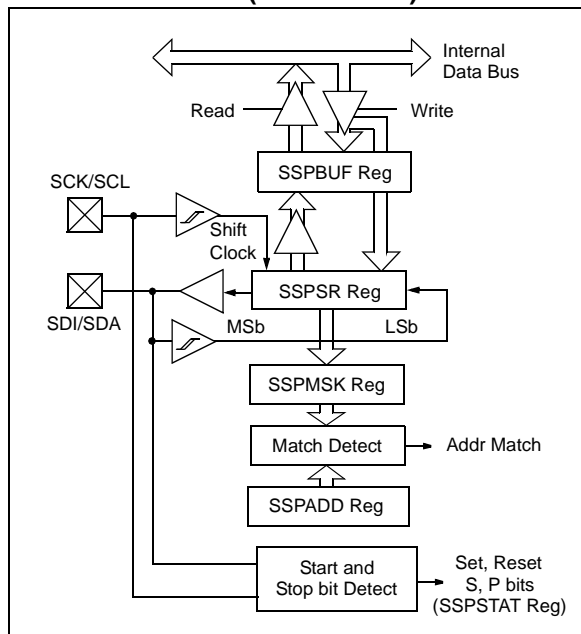 Internal
Data Bus
Read
Write
SSPBUF Reg
SCK/SCL
Shift
Clock
SSPSR Reg
SDI/SDA
MSb
LSb
SSPMSK Reg
Match Detect
Addr Match
SSPADD Reg
Start and
Stop bit Detect
Set, Reset
S, P bits
(SSPSTAT Reg)